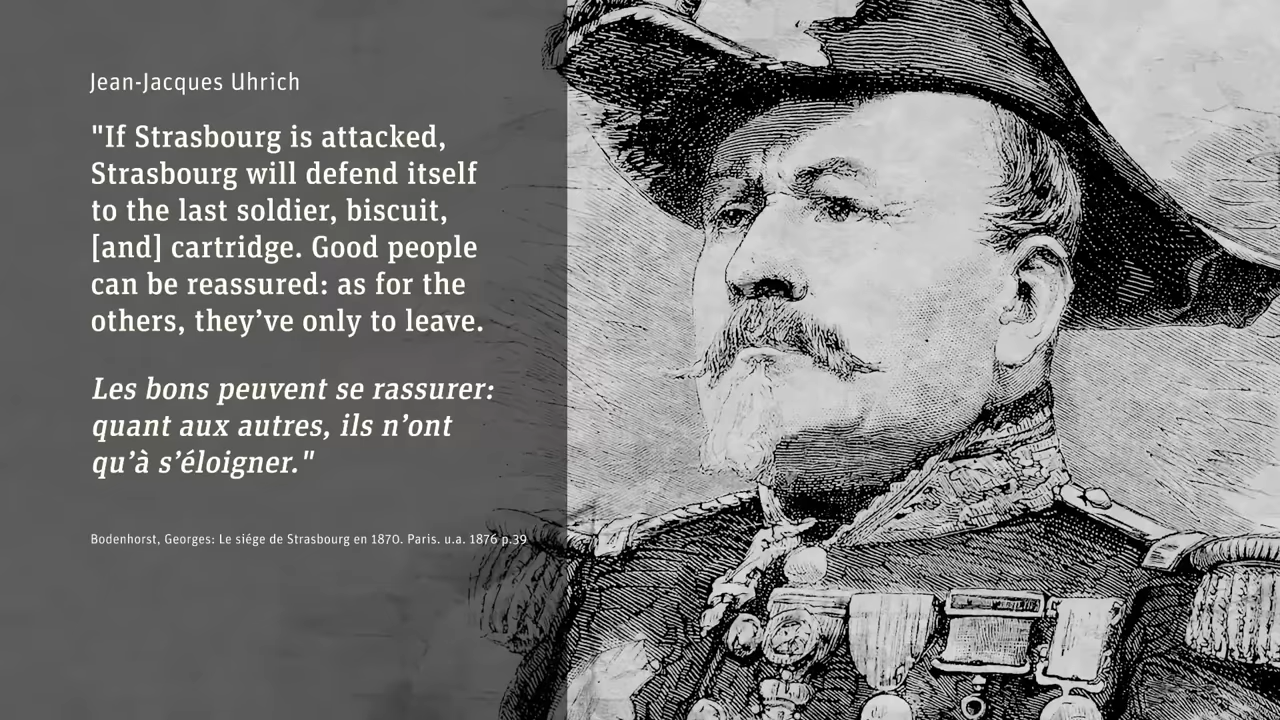 Jean-Jacques Uhrich
"If Strasbourg is attacked,
Strasbourg will defend itself
to the last soldier, biscuit,
[and] cartridge. Good people
can be reassured: as for the
others, they’ve only to leave.
Les bons peuvent se rassurer:
quant aux autres, ils n’ont
qu’à s’éloigner."
Bodenhorst, Georges: Le siége de Strasbourg en 1870. Paris. u.a. 1876 p.39